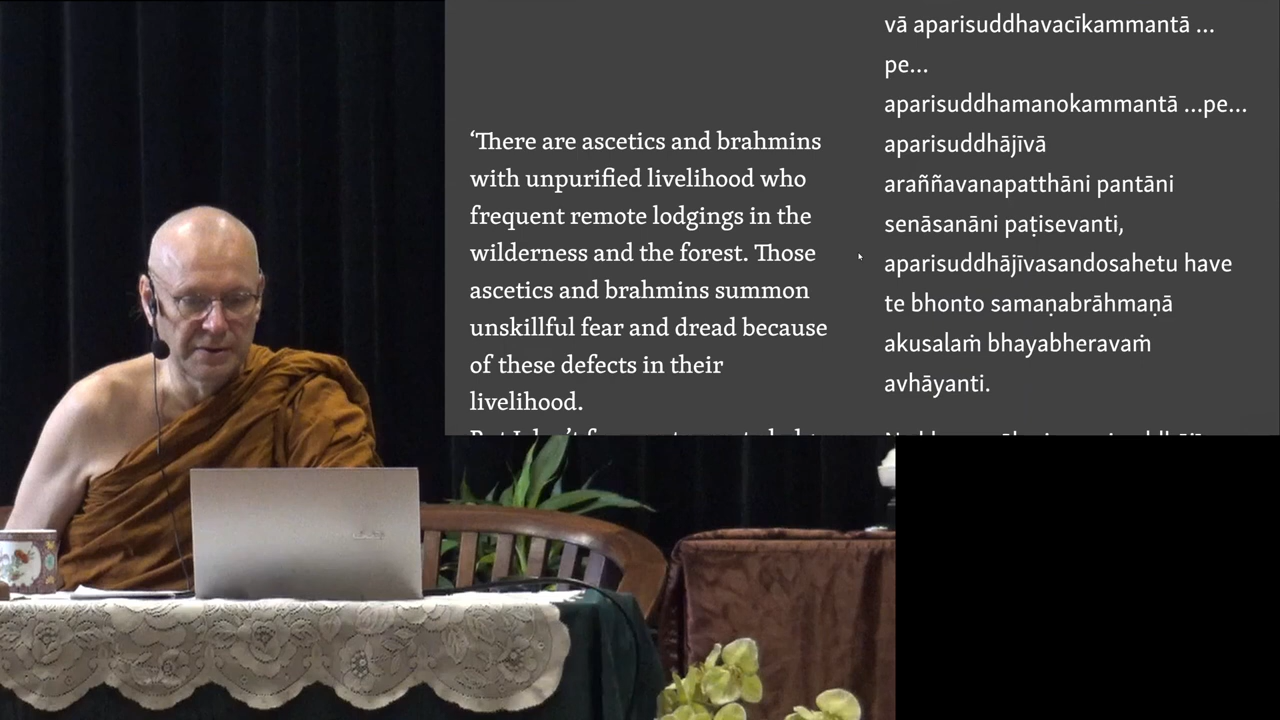 ‘There are ascetics and brahmins
with unpurified livelihood who
frequent remote lodgings in the
wilderness and the forest. Those
ascetics and brahmins summon
unskillful fear and dread because
of these defects in their
livelihood.
vā aparisuddhavacīkammantā …
pe…
aparisuddhamanokammantā …pe…
aparisuddhājīvā
araññavanapatthāni pantāni
senāsanāni paṭisevanti,
aparisuddhājīvasandosahetu have
te bhonto samaṇabrāhmaṇā
akusalaṁ bhayabheravaṁ
avhāyanti.